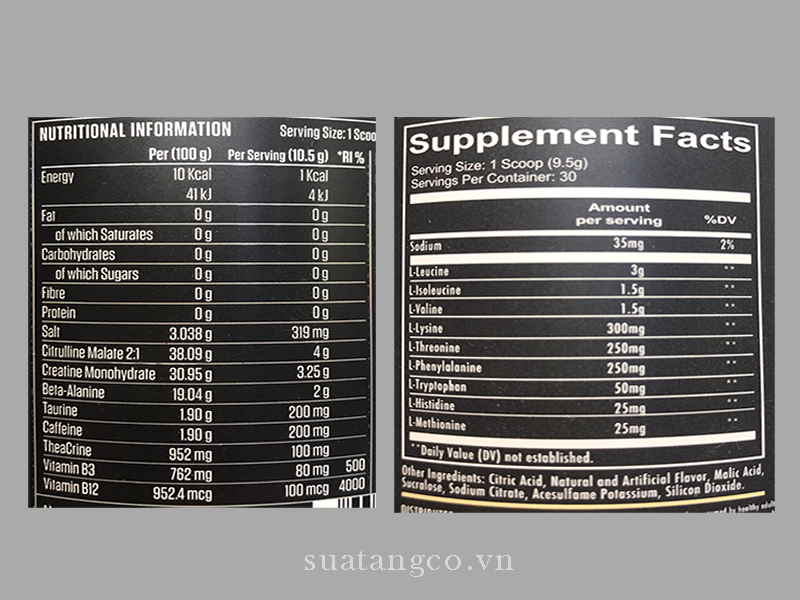 NUTRITIONAL INFORMATION Serving Size: 1 Scoo
Per (100 g) Per Serving (10.5 g) *RI %
Energy 10 Kcal 1 Kcal
41 kJ 4 kJ
Fat 0 g 0 g
of which Saturates 0 g 0 g
Carbohydrates 0 g 0 g
of which Sugars 0 g 0 g
Fibre 0 g 0 g
Protein 0 g 0 g
Salt 3.038 g 319 mg
Citrulline Malate 2:1 38.09 g 4 g
Creatine Monohydrate 30.95 g 3.25 g
Beta-Alanine 19.04 g 2 g
Taurine 1.90 g 200 mg
Caffeine 1.90 g 200 mg
TheaCrine 952 mg 100 mg
Vitamin B3 762 mg 80 mg 500
Vitamin B12 952.4 mcg 100 mcg 4000
Supplement Facts
Serving Size: 1 Scoop (9.5g)
Servings Per Container: 30
Amount
per serving %DV
Sodium 35mg 2%
L-Leucine 3g **
L-Isoleucine 1.5g **
L-Valine 1.5g **
L-Lysine 300mg **
L-Threonine 250mg **
L-Phenylalanine 250mg **
L-Tryptophan 50mg **
L-Histidine 25mg **
L-Methionine 25mg **
**Daily Value (DV) not established.
Other Ingredients: Citric Acid, Natural and Artificial Flavor, Malic Acid,
Sucralose, Sodium Citrate, Acesulfame Potassium, Silicon Dioxide.
by healthy adul
suatangco.vn